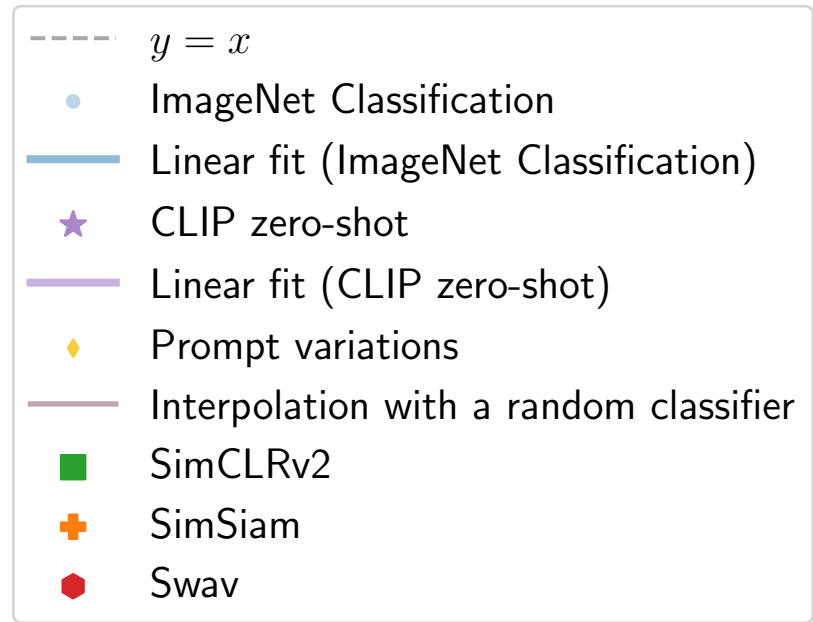 y = x
ImageNet Classification
Linear fit (ImageNet Classification)
CLIP zero-shot
Linear fit (CLIP zero-shot)
Prompt variations
Interpolation with a random classifier
SimCLRv2
SimSiam
Swav